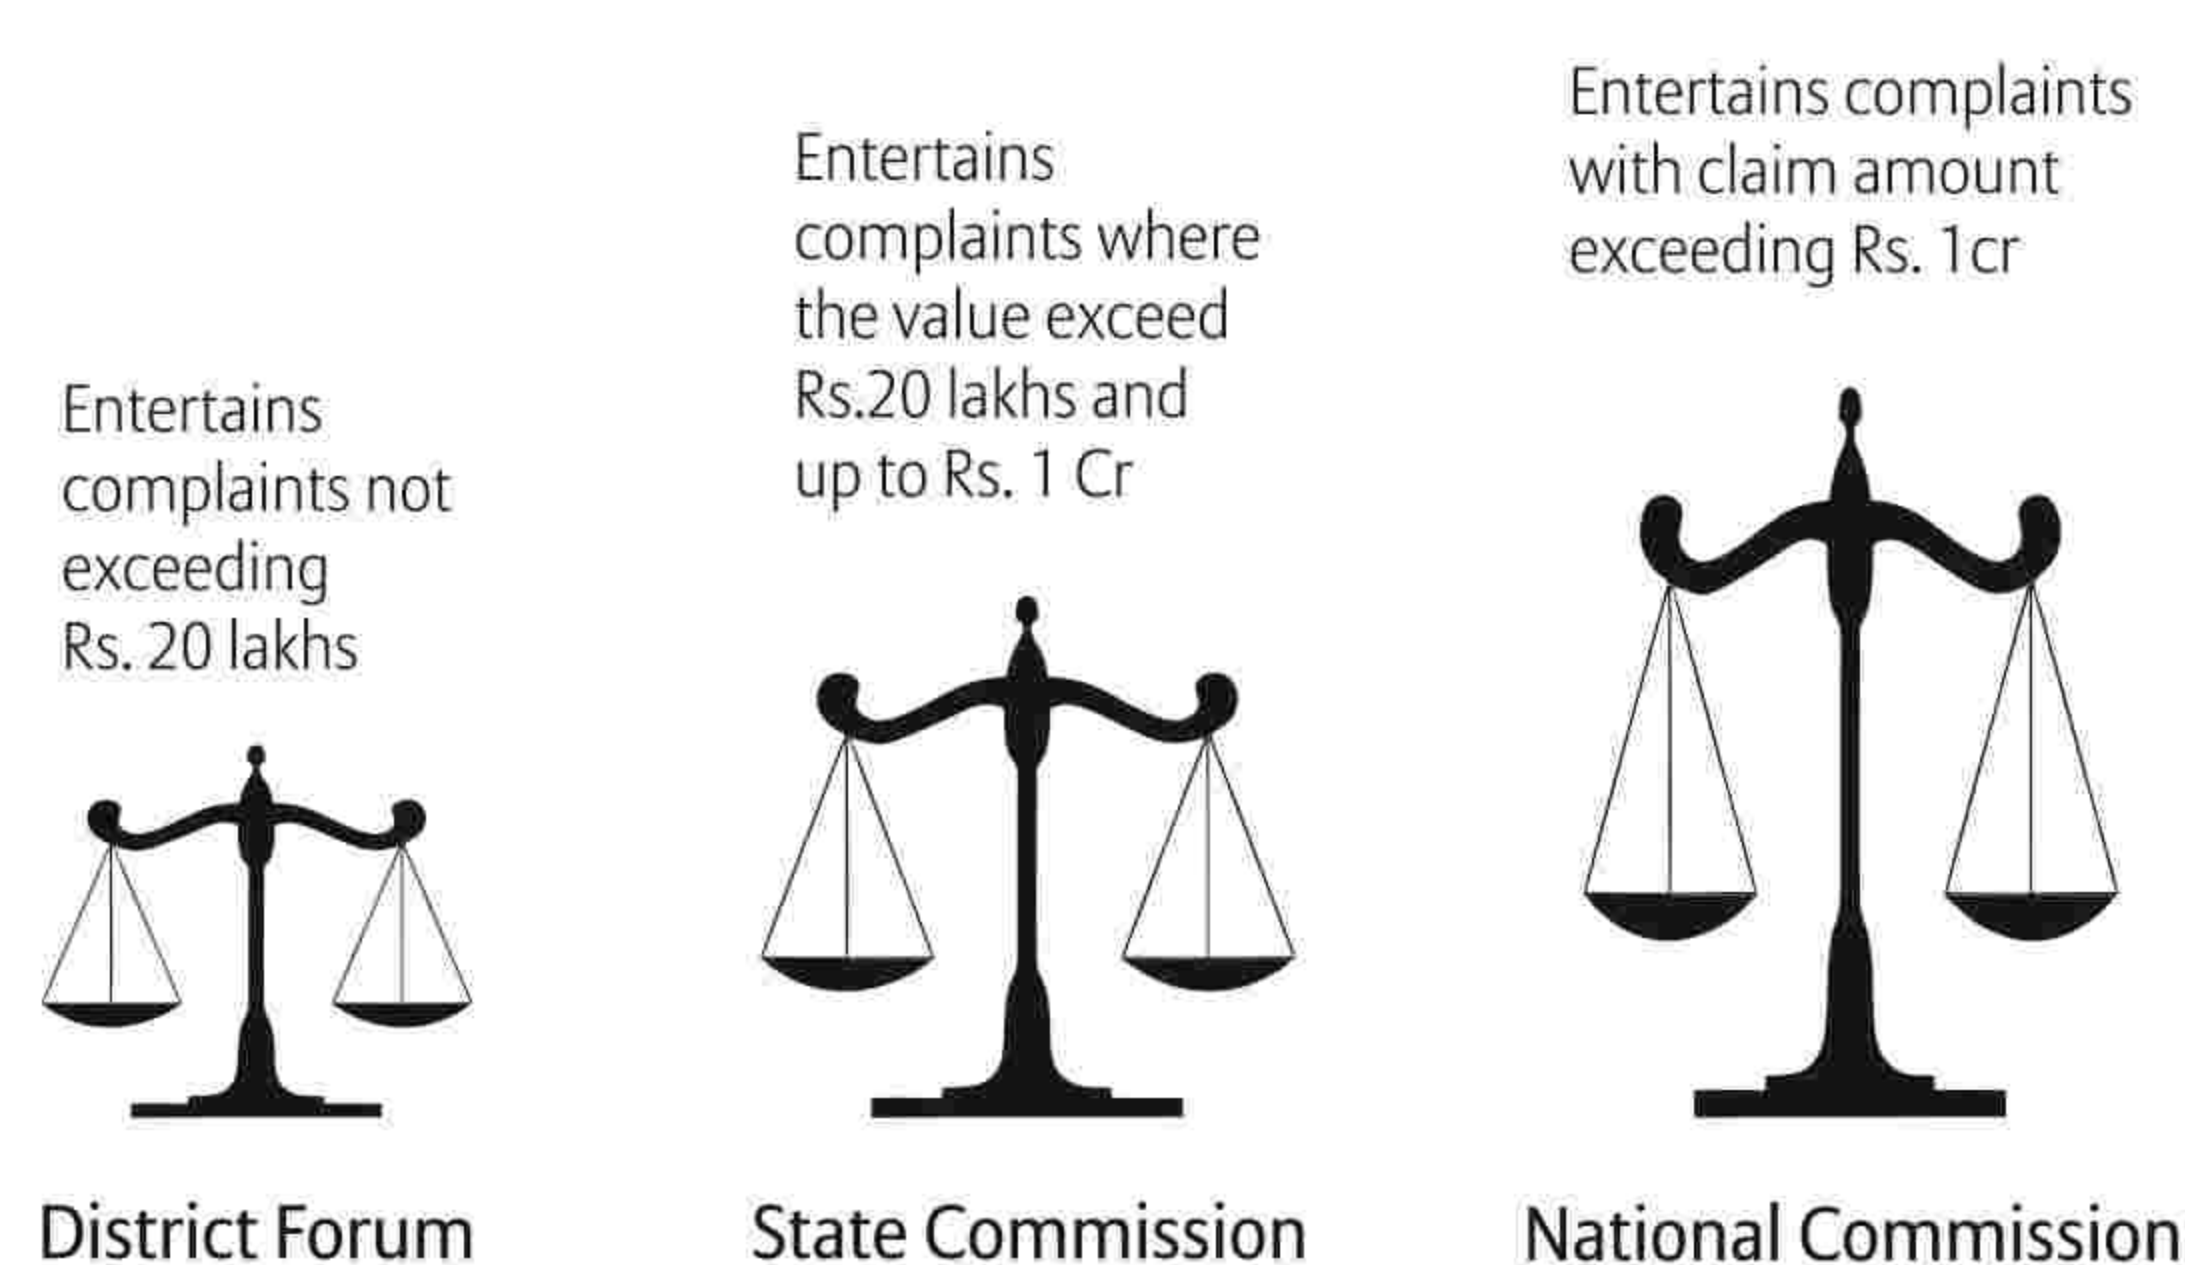 Entertains
complaints not
exceeding
Rs. 20 lakhs
District Forum
Entertains
complaints where
the value exceed
Rs.20 lakhs and
up to Rs. 1 Cr
State Commission
Entertains complaints
with claim amount
exceeding Rs. 1cr
National Commission